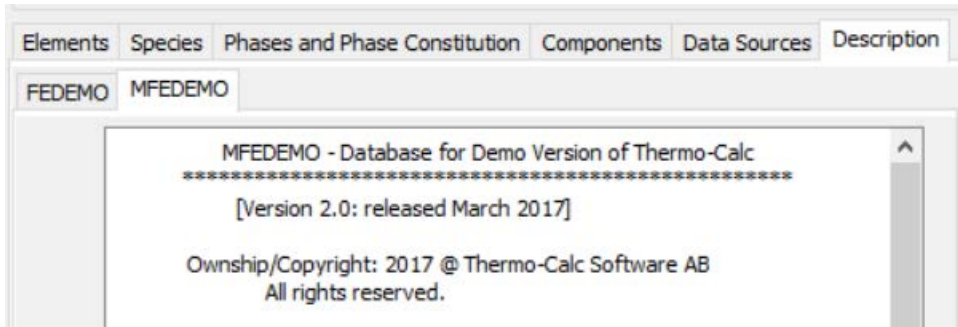 Elements Species Phases and Phase Constitution Components Data Sources Description
FEDEMO MFEDEMO
MFEDEMO - Database for Demo Version of Thermo-Calc
***************************************************
[Version 2.0: released March 2017]
Ownship/Copyright: 2017 @ Thermo-Calc Software AB
All rights reserved.